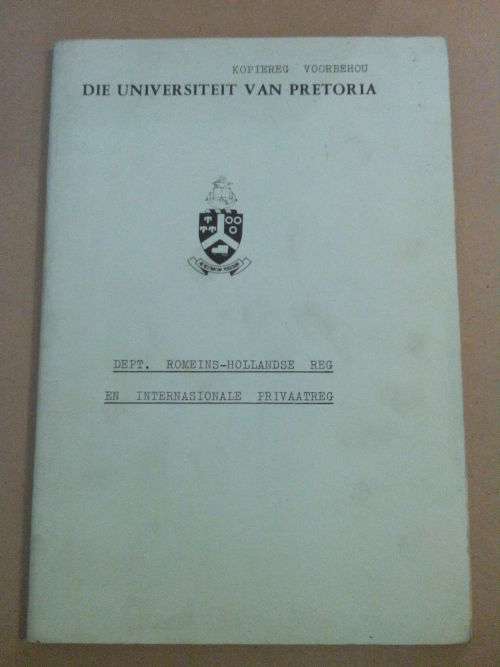 KOPIEREG VOORBEHOU
DIE UNIVERSITEIT VAN PRETORIA
DEPT. ROMEINS-HOLLANDSE REG
EN INTERNASIONALE PRIVAATREG